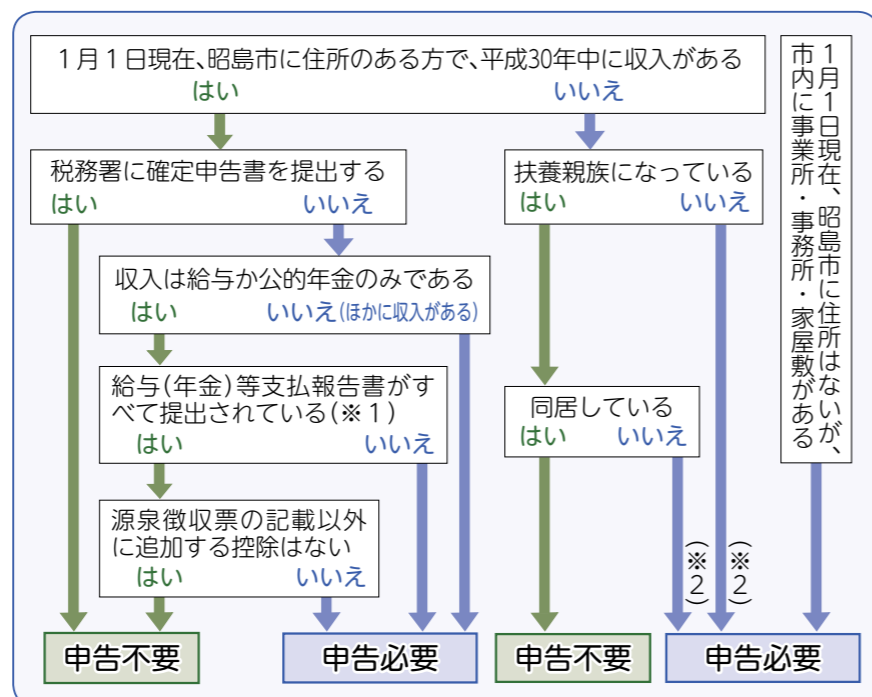 1月1日現在、昭島市に住所のある方で、平成30年中に収入がある
はい いいえ
税務署に確定申告書を提出する
はい いいえ
扶養親族になっている
はい いいえ
収入は給与か公的年金のみである
はい いいえ(ほかに収入がある)
給与(年金)等支払報告書がす
べて提出されている(※1)
はい いいえ
同居している
はい いいえ
源泉徴収票の記載以外
に追加する控除はない
はい いいえ
(※2)
(※2)
1月1日現在、昭島市に住所はないが、
市内に事業所・事務所・家屋敷がある
申告不要
申告必要
申告不要
申告必要